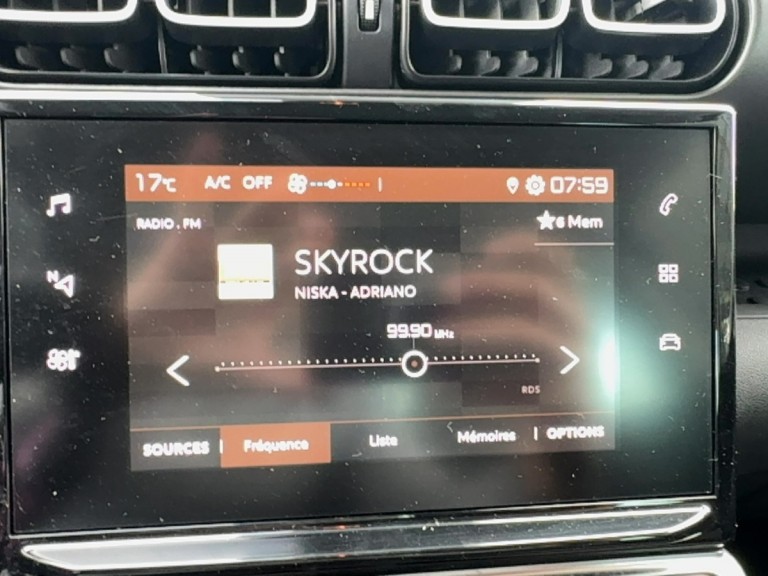 17°C A/C OFF 07:59
RADIO . FM
6 Mem
SKYROCK
NISKA - ADRIANO
99.90 MHz
N
RDS
SOURCES Fréquence Liste Mémoires OPTIONS